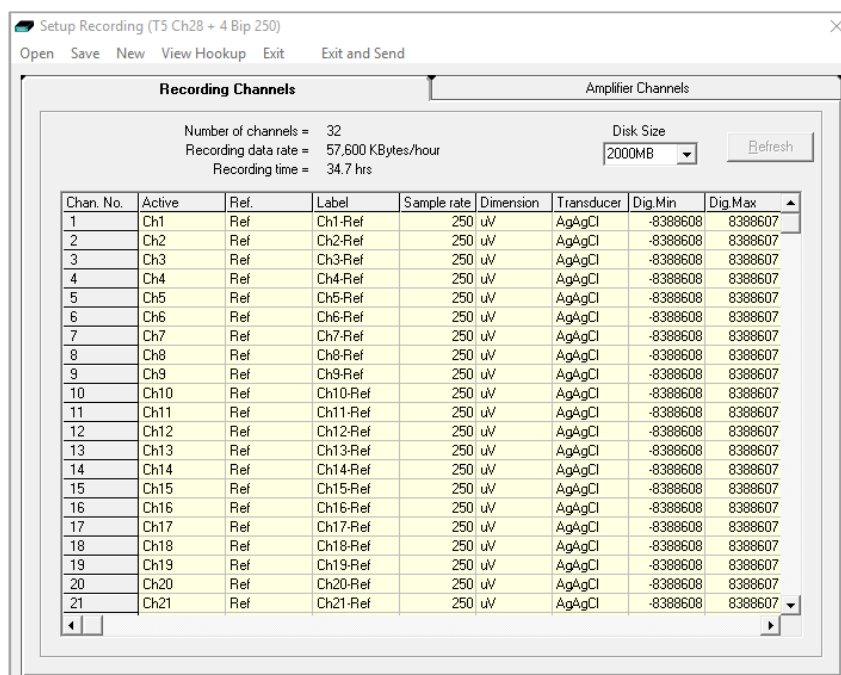 Setup Recording (T5 Ch28 + 4 Bip 250)
Open Save New View Hookup Exit Exit and Send
Recording Channels Amplifier Channels
Number of channels = 32 Disk Size
Recording data rate = 57,600 KBytes/hour 2000MB Refresh
Recording time = 34.7 hrs
Chan. No. Active Ref. Label Sample rate Dimension Transducer Dig.Min Dig.Max
1 Ch1 Ref Ch1-Ref 250 uV AgAgCl -8388608 8388607
2 Ch2 Ref Ch2-Ref 250 uV AgAgCl -8388608 8388607
3 Ch3 Ref Ch3-Ref 250 uV AgAgCl -8388608 8388607
4 Ch4 Ref Ch4-Ref 250 uV AgAgCl -8388608 8388607
5 Ch5 Ref Ch5-Ref 250 uV AgAgCl -8388608 8388607
6 Ch6 Ref Ch6-Ref 250 uV AgAgCl -8388608 8388607
7 Ch7 Ref Ch7-Ref 250 uV AgAgCl -8388608 8388607
8 Ch8 Ref Ch8-Ref 250 uV AgAgCl -8388608 8388607
9 Ch9 Ref Ch9-Ref 250 uV AgAgCl -8388608 8388607
10 Ch10 Ref Ch10-Ref 250 uV AgAgCl -8388608 8388607
11 Ch11 Ref Ch11-Ref 250 uV AgAgCl -8388608 8388607
12 Ch12 Ref Ch12-Ref 250 uV AgAgCl -8388608 8388607
13 Ch13 Ref Ch13-Ref 250 uV AgAgCl -8388608 8388607
14 Ch14 Ref Ch14-Ref 250 uV AgAgCl -8388608 8388607
15 Ch15 Ref Ch15-Ref 250 uV AgAgCl -8388608 8388607
16 Ch16 Ref Ch16-Ref 250 uV AgAgCl -8388608 8388607
17 Ch17 Ref Ch17-Ref 250 uV AgAgCl -8388608 8388607
18 Ch18 Ref Ch18-Ref 250 uV AgAgCl -8388608 8388607
19 Ch19 Ref Ch19-Ref 250 uV AgAgCl -8388608 8388607
20 Ch20 Ref Ch20-Ref 250 uV AgAgCl -8388608 8388607
21 Ch21 Ref Ch21-Ref 250 uV AgAgCl -8388608 8388607